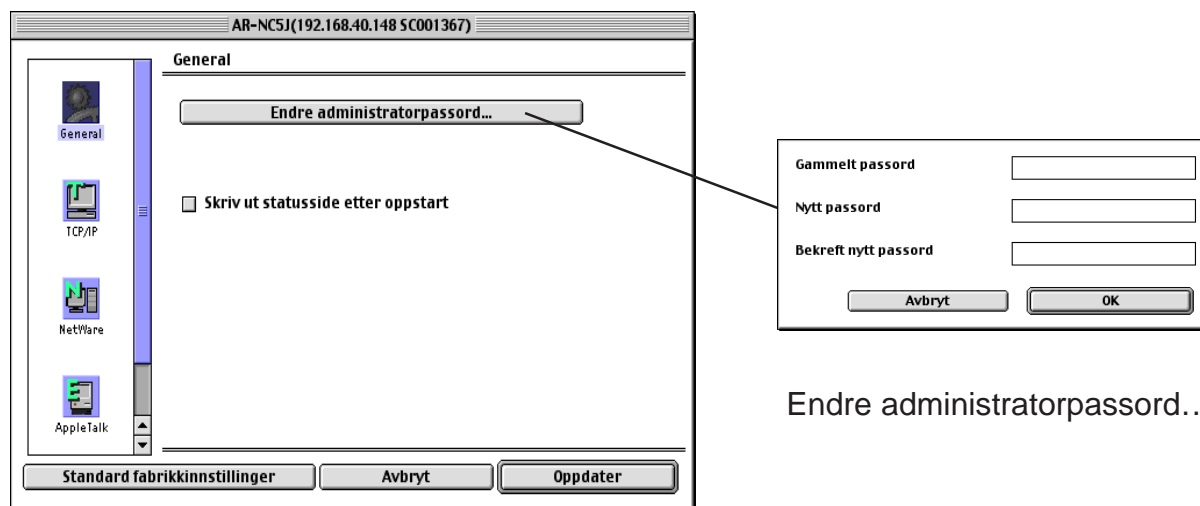 AR-NC5J(192.168.40.148 SC001367)
General
General
TCP/IP
NetWare
AppleTalk
Endre administratorpassord...
Skriv ut statusside etter oppstart
Standard fabrikkinnstillinger
Avbryt
Oppdater
Gammelt passord
Nytt passord
Bekreft nytt passord
Avbryt
OK
Endre administratorpassord..